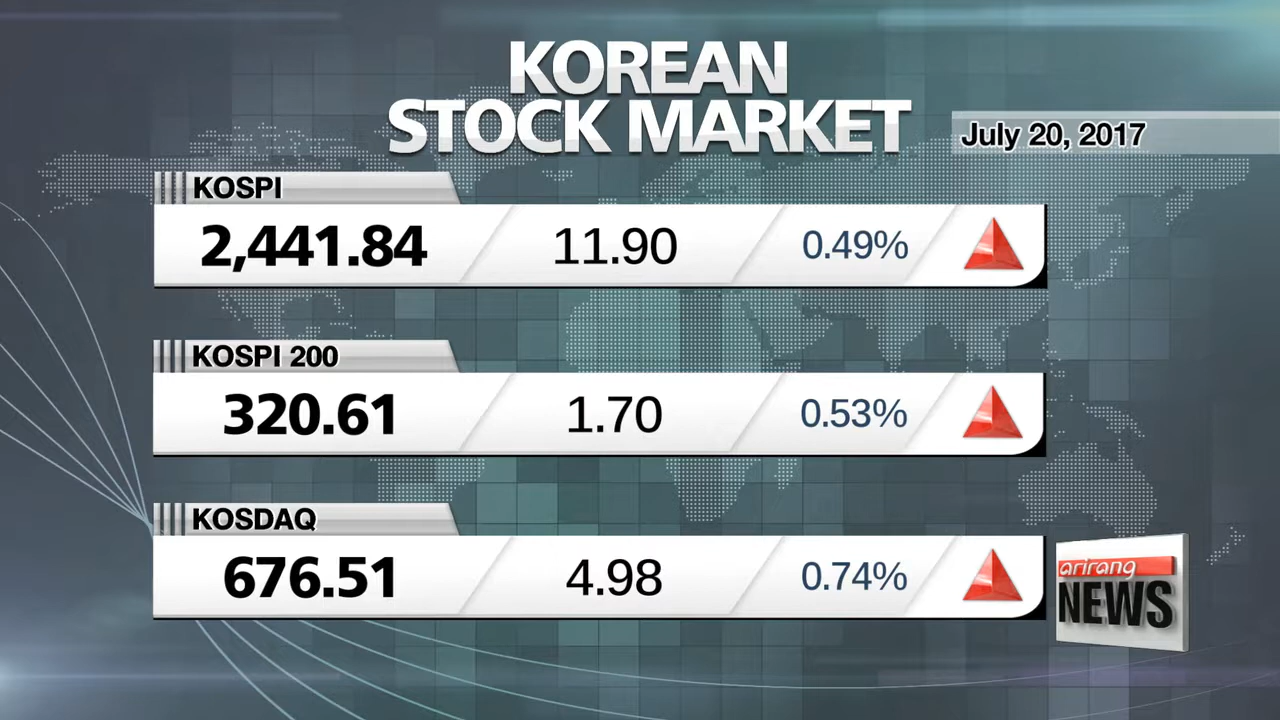 KOREAN
STOCK MARKET
July 20, 2017
KOSPI
2,441.84 11.90 0.49%
KOSPI 200
320.61 1.70 0.53%
KOSDAQ
676.51 4.98 0.74%
arirang
NEWS